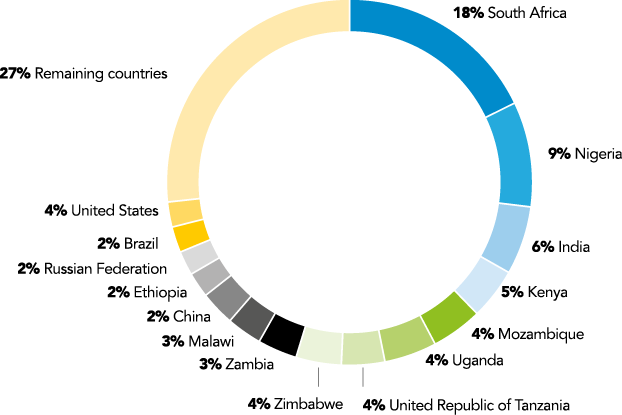 18% South Africa
27% Remaining countries
9% Nigeria
4% United States
2% Brazil
6% India
2% Russian Federation
2% Ethiopia
5% Kenya
2% China
4% Mozambique
3% Malawi
4% Uganda
3% Zambia
4% Zimbabwe
4% United Republic of Tanzania